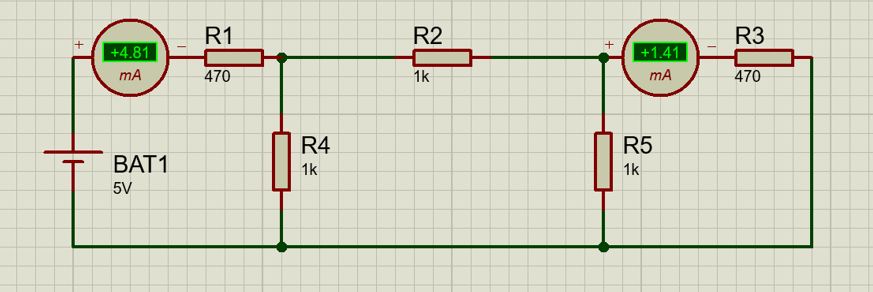 + +4.81 mA −
R1
470
R2
1k
+ +1.41 mA −
R3
470
R4
1k
R5
1k
BAT1
5V